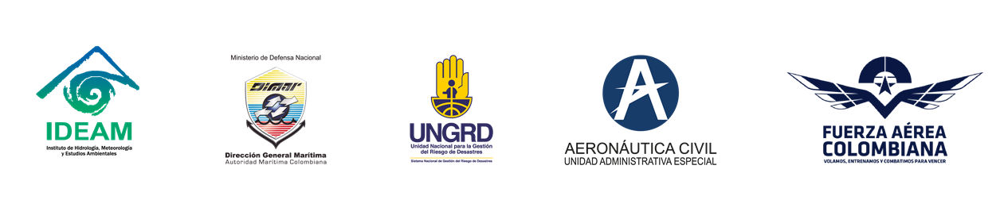 IDEAM
Instituto de Hidrología, Meteorología
y Estudios Ambientales
Ministerio de Defensa Nacional
Dimar
Dirección General Marítima
Autoridad Marítima Colombiana
UNGRD
Unidad Nacional para la Gestión
del Riesgo de Desastres
Sistema Nacional de Gestión del Riesgo de Desastres
A
AERONÁUTICA CIVIL
UNIDAD ADMINISTRATIVA ESPECIAL
FUERZA AÉREA
COLOMBIANA
VOLAMOS, ENTRENAMOS Y COMBATIMOS PARA VENCER